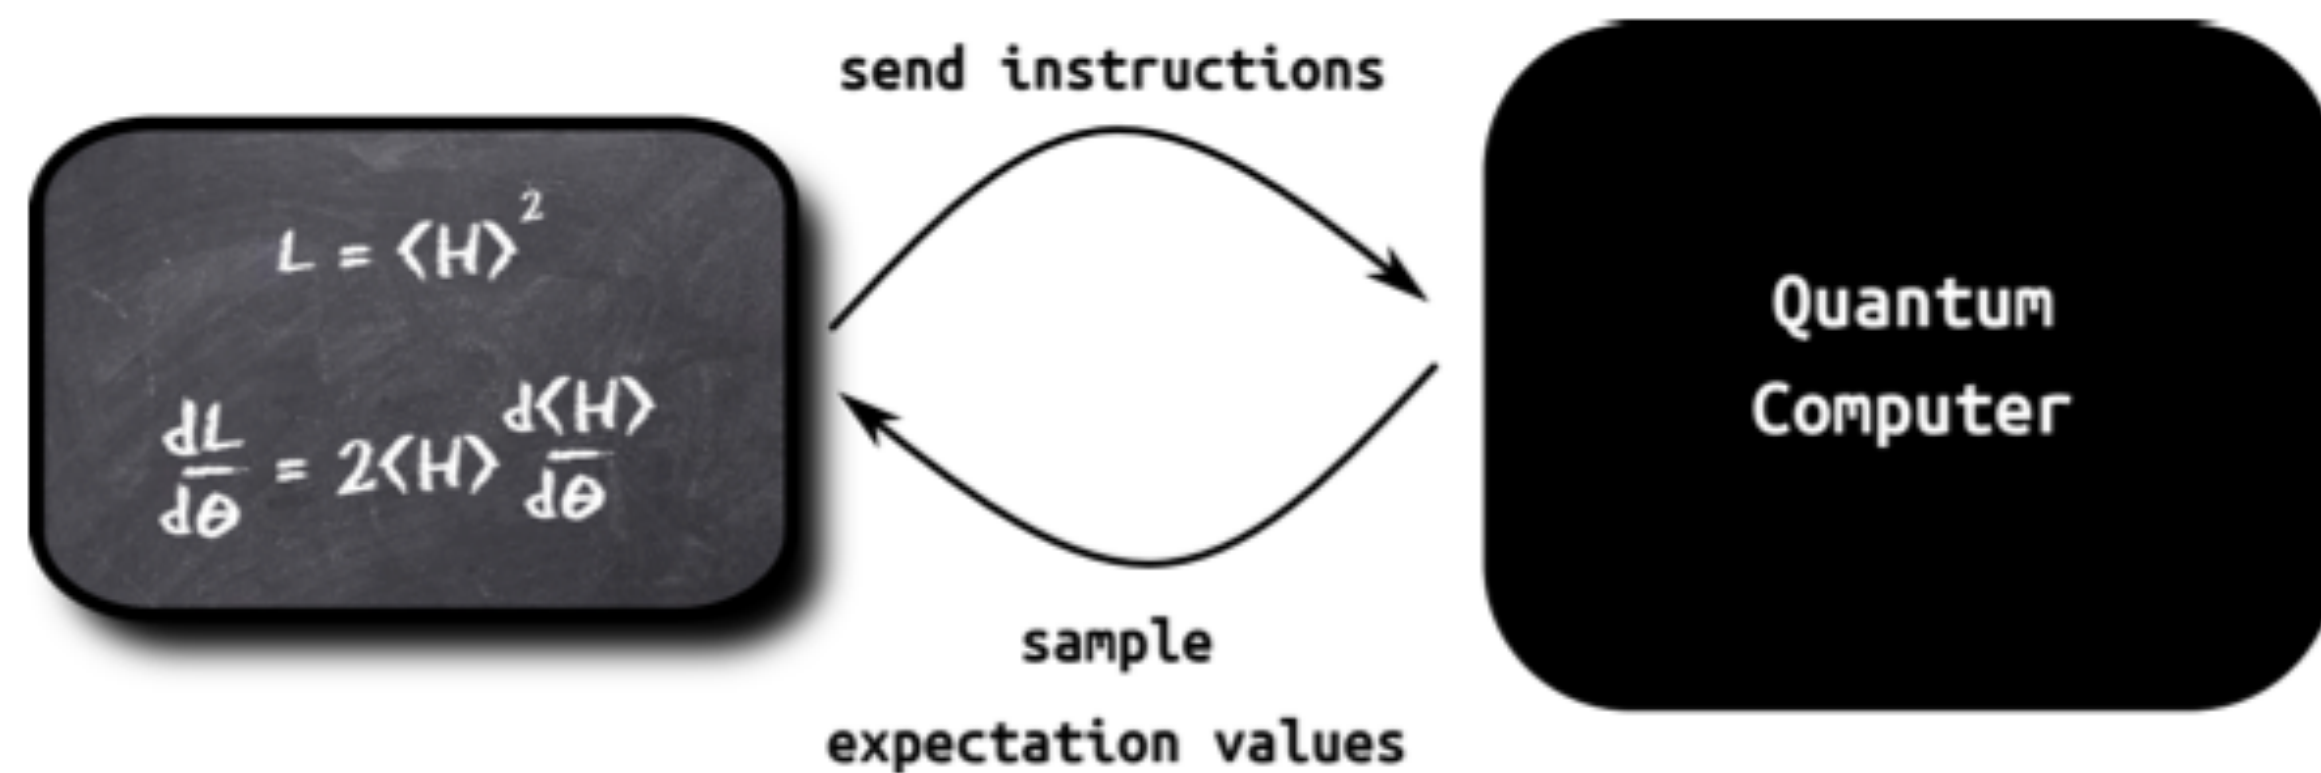 send instructions
L = ⟨H⟩²
dL/dθ = 2⟨H⟩ d⟨H⟩/dθ
Quantum
Computer
sample
expectation values